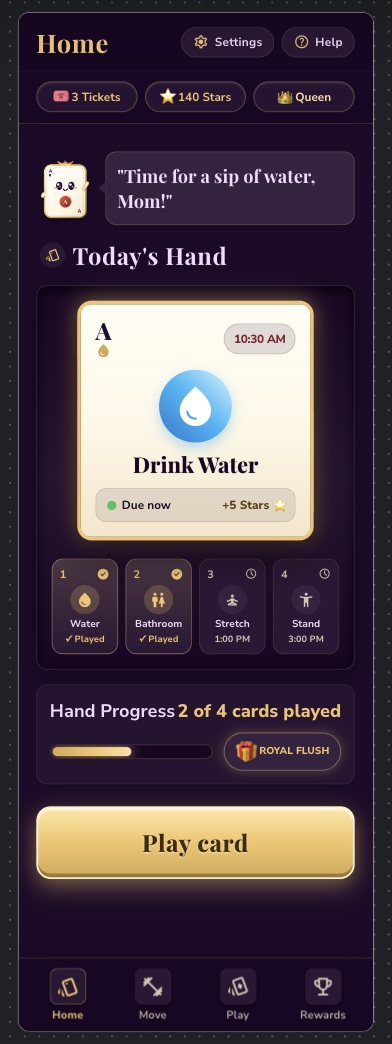 Home
Settings
Help
3 Tickets
140 Stars
Queen
"Time for a sip of water,
Mom!"
Today's Hand
A
10:30 AM
Drink Water
Due now
+5 Stars
1
2
3
4
Water
Bathroom
Stretch
Stand
✓ Played
✓ Played
1:00 PM
3:00 PM
Hand Progress
2 of 4 cards played
ROYAL FLUSH
Play card
Home
Move
Play
Rewards